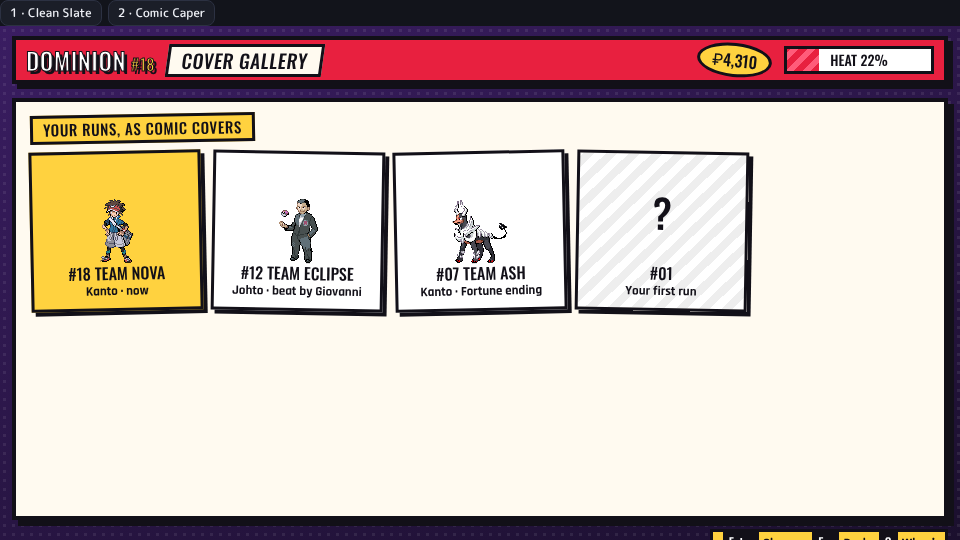 1 · Clean Slate
2 · Comic Caper
DOMINION #18
COVER GALLERY
₽4,310
HEAT 22%
YOUR RUNS, AS COMIC COVERS
#18 TEAM NOVA
Kanto · now
#12 TEAM ECLIPSE
Johto · beat by Giovanni
#07 TEAM ASH
Kanto · Fortune ending
?
#01
Your first run